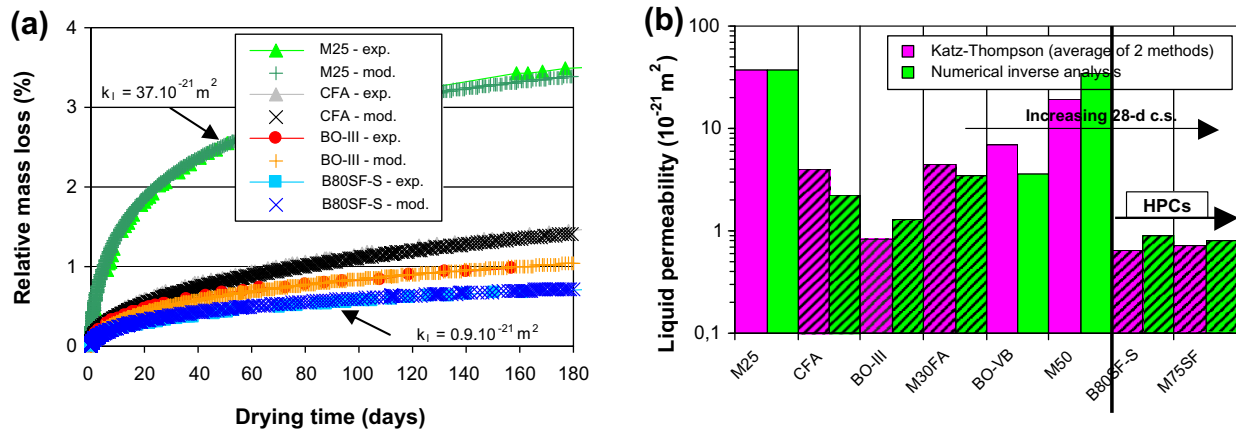 (a)
Relative mass loss (%)
4
3
2
1
0
0 20 40 60 80 100 120 140 160 180
Drying time (days)
M25 - exp.
M25 - mod.
CFA - exp.
CFA - mod.
BO-III - exp.
BO-III - mod.
B80SF-S - exp.
B80SF-S - mod.
k l = 37.10⁻²¹ m²
k l = 0.9.10⁻²¹ m²
(b)
Liquid permeability (10⁻²¹ m²)
100
10
1
0,1
Katz-Thompson (average of 2 methods)
Numerical inverse analysis
Increasing 28-d c.s.
HPCs
M25
CFA
BO-III
M30FA
BO-VB
M50
B80SF-S
M75SF